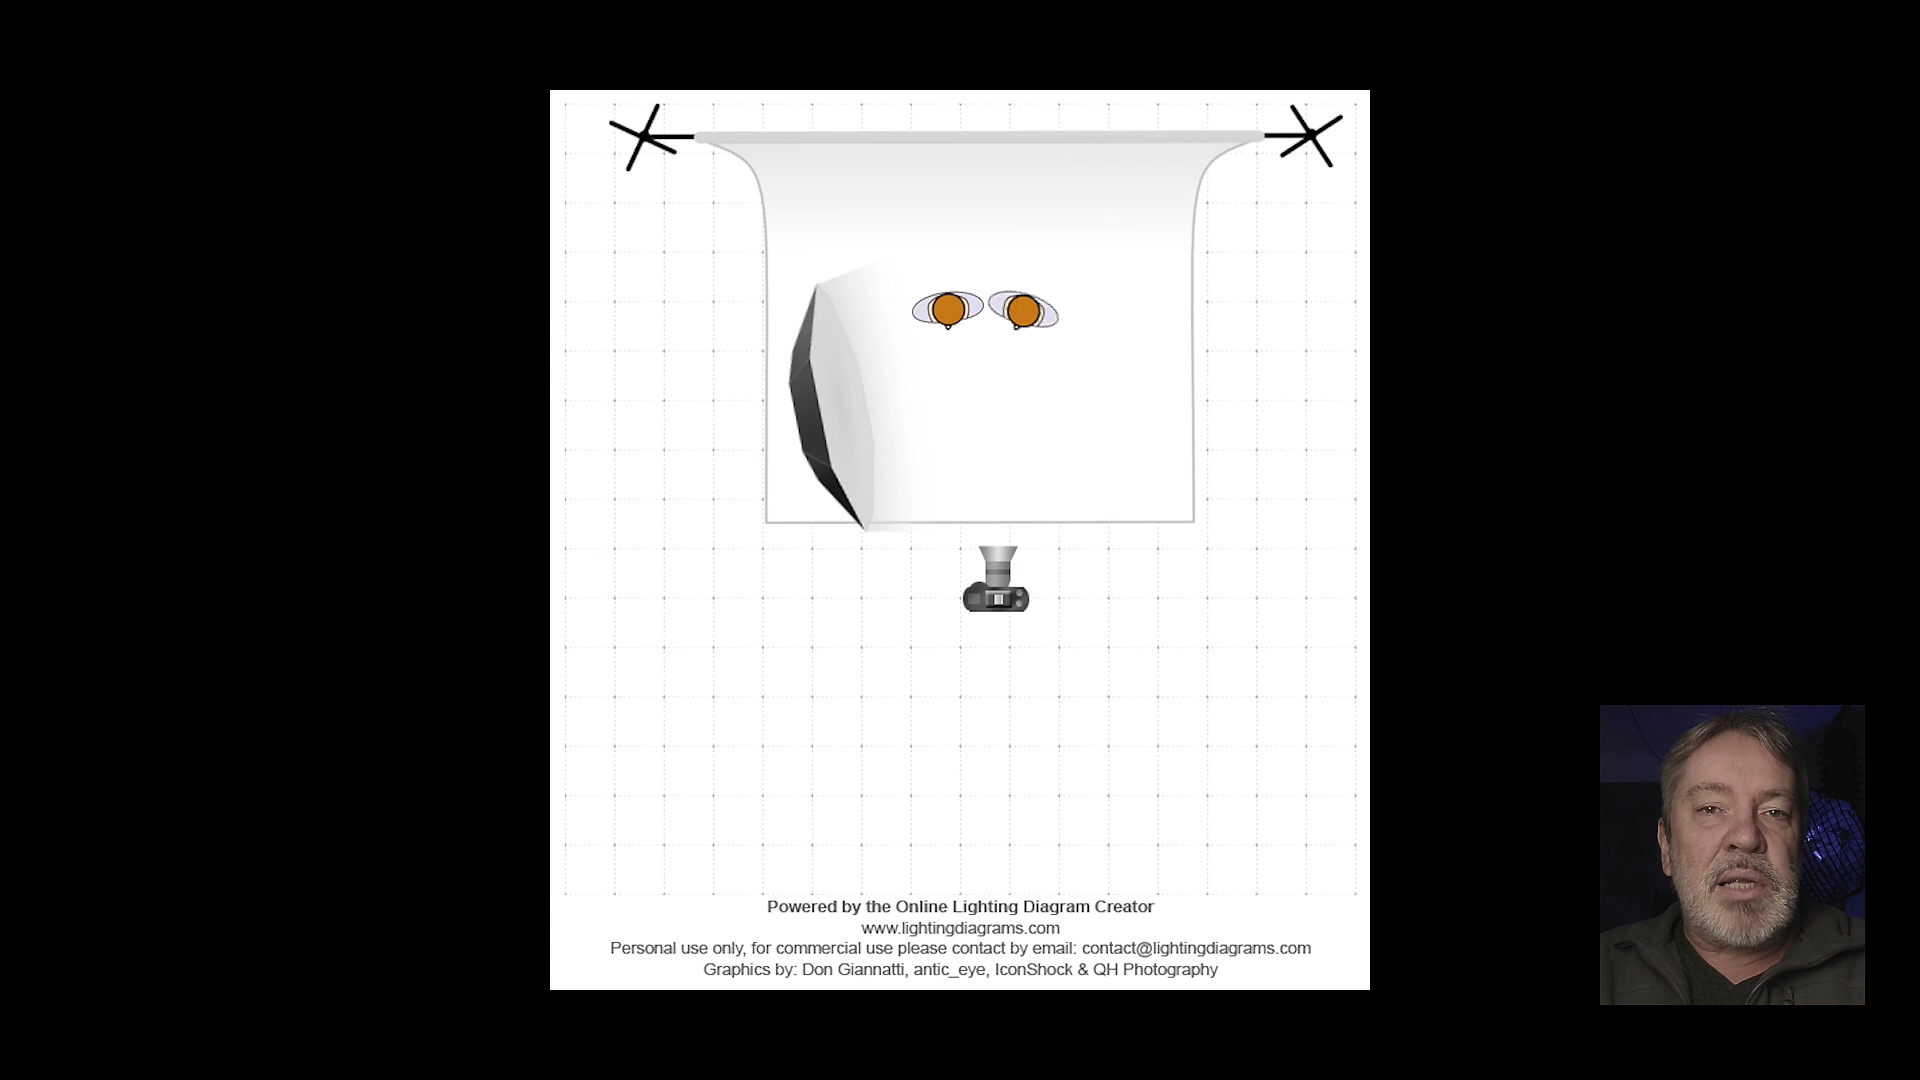 Powered by the Online Lighting Diagram Creator
www.lightingdiagrams.com
Personal use only, for commercial use please contact by email: contact@lightingdiagrams.com
Graphics by: Don Giannatti, antic_eye, IconShock & QH Photography